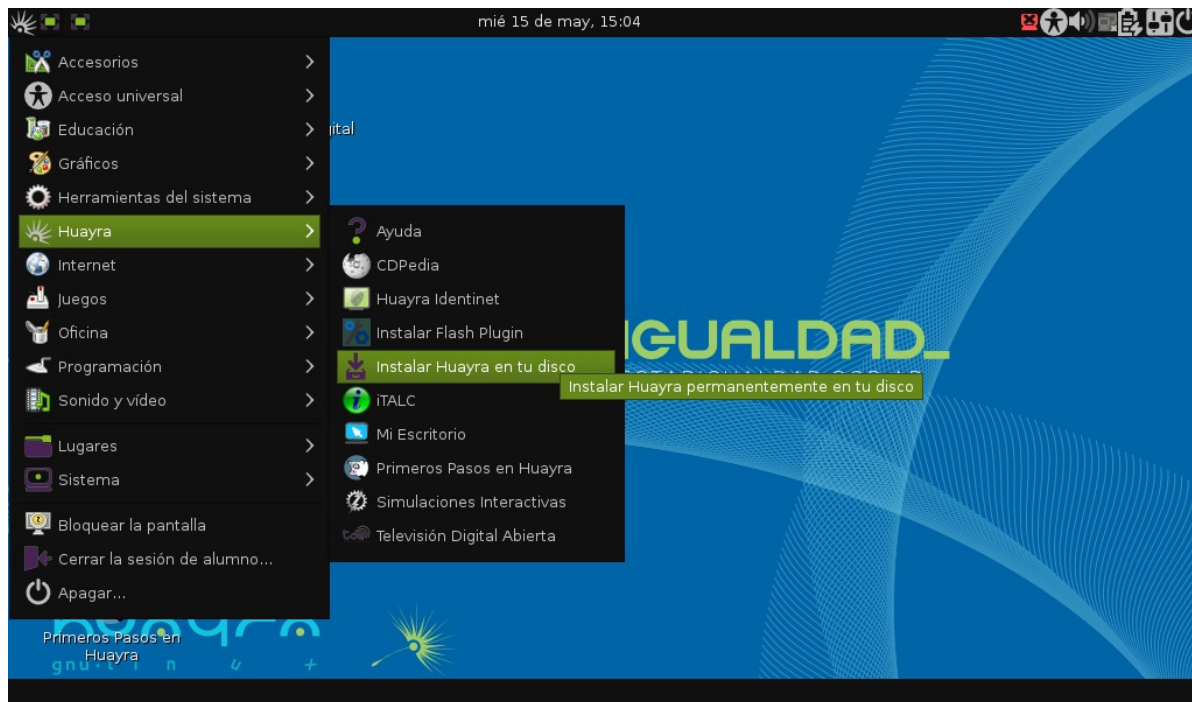 mié 15 de may, 15:04
Accesorios
Acceso universal
Educación
Gráficos
Herramientas del sistema
Huayra
Internet
Juegos
Oficina
Programación
Sonido y vídeo
Lugares
Sistema
Bloquear la pantalla
Cerrar la sesión de alumno...
Apagar...
ital
Ayuda
CDPedia
Huayra Identinet
Instalar Flash Plugin
Instalar Huayra en tu disco
Instalar Huayra permanentemente en tu disco
iTALC
Mi Escritorio
Primeros Pasos en Huayra
Simulaciones Interactivas
Televisión Digital Abierta
IGUALDAD_
Primeros Pasos en
Huayra